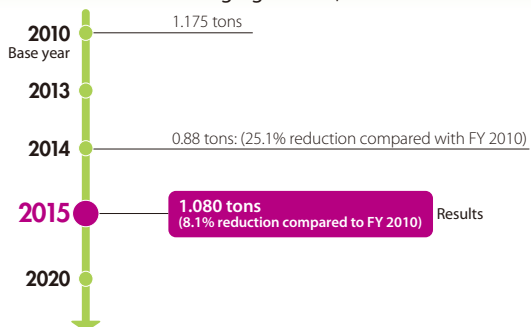 2010
Base year
1.175 tons
2013
2014
0.88 tons: (25.1% reduction compared with FY 2010)
2015
1.080 tons
(8.1% reduction compared to FY 2010)
Results
2020